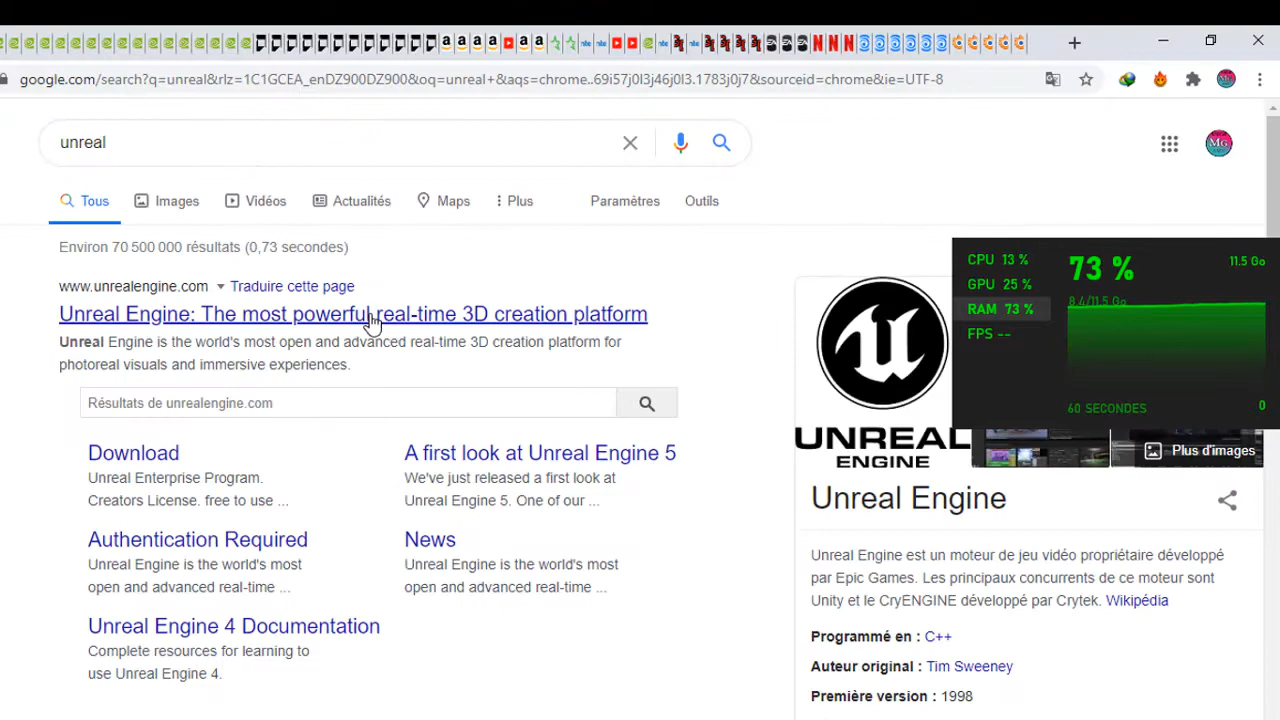 google.com/search?q=unreal&rlz=1C1GCEA_enDZ900DZ900&oq=unreal+&aqs=chrome..69i57j0l3j46j0l3.1783j0j7&sourceid=chrome&ie=UTF-8
unreal
Tous Images Vidéos Actualités Maps Plus Paramètres Outils
Environ 70 500 000 résultats (0,73 secondes)
www.unrealengine.com Traduire cette page
Unreal Engine: The most powerful real-time 3D creation platform
Unreal Engine is the world's most open and advanced real-time 3D creation platform for
photoreal visuals and immersive experiences.
Résultats de unrealengine.com
Download
Unreal Enterprise Program.
Creators License. free to use ...
A first look at Unreal Engine 5
We've just released a first look at
Unreal Engine 5. One of our ...
Authentication Required
Unreal Engine is the world's most
open and advanced real-time ...
News
Unreal Engine is the world's most
open and advanced real-time ...
Unreal Engine 4 Documentation
Complete resources for learning to
use Unreal Engine 4.
CPU 13 %
GPU 25 %
RAM 73 %
FPS --
73 %
11.5 Go
8.4/11.5 Go
60 SECONDES 0
UNREAL
ENGINE
Plus d'images
Unreal Engine
Unreal Engine est un moteur de jeu vidéo propriétaire développé
par Epic Games. Les principaux concurrents de ce moteur sont
Unity et le CryENGINE développé par Crytek. Wikipédia
Programmé en : C++
Auteur original : Tim Sweeney
Première version : 1998